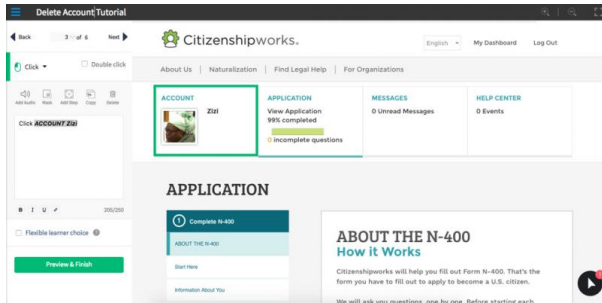 Delete Account Tutorial
Back
3 of 6
Next
Click
Double click
Add Audio
Mask
Add Step
Copy
Delete
Click ACCOUNT Zizi
B I U
205/250
Flexible learner choice
Preview & Finish
Citizenshipworks.
English
My Dashboard
Log Out
About Us | Naturalization | Find Legal Help | For Organizations
ACCOUNT
Zizi
APPLICATION
View Application
99% completed
0 incomplete questions
MESSAGES
0 Unread Messages
HELP CENTER
0 Events
APPLICATION
1 Complete N-400
ABOUT THE N-400
Start Here
Information About You
ABOUT THE N-400
How it Works
Citizenshipworks will help you fill out Form N-400. That's the
form you have to fill out to apply to become a U.S. citizen.
We will ask you questions, one by one. Before starting each